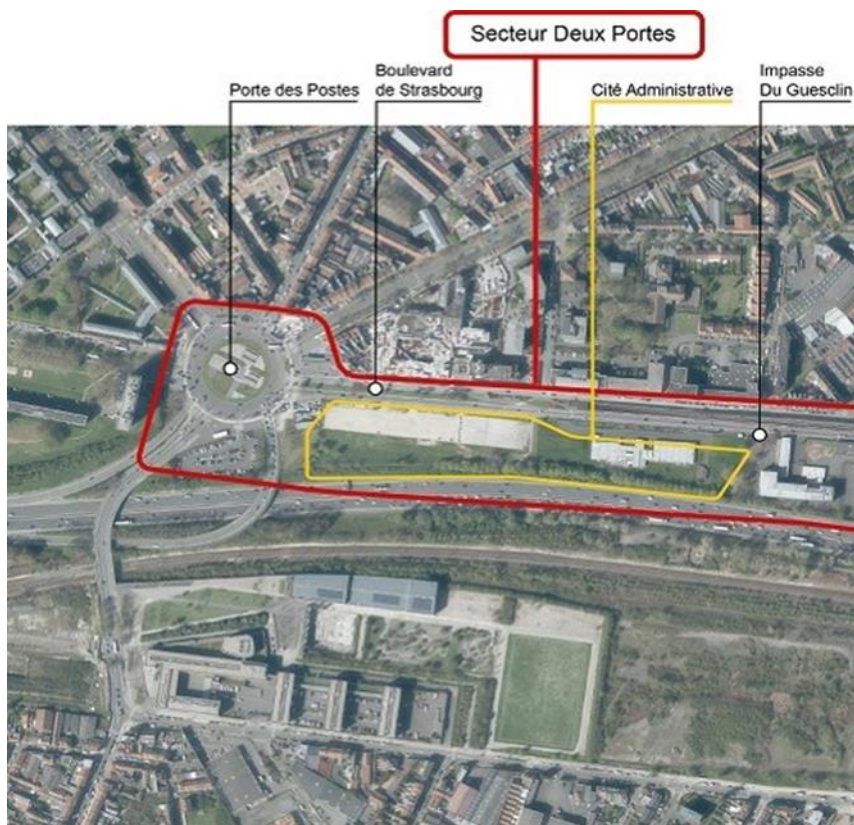 Secteur Deux Portes
Porte des Postes
Boulevard
de Strasbourg
Cité Administrative
Impasse
Du Guesclin